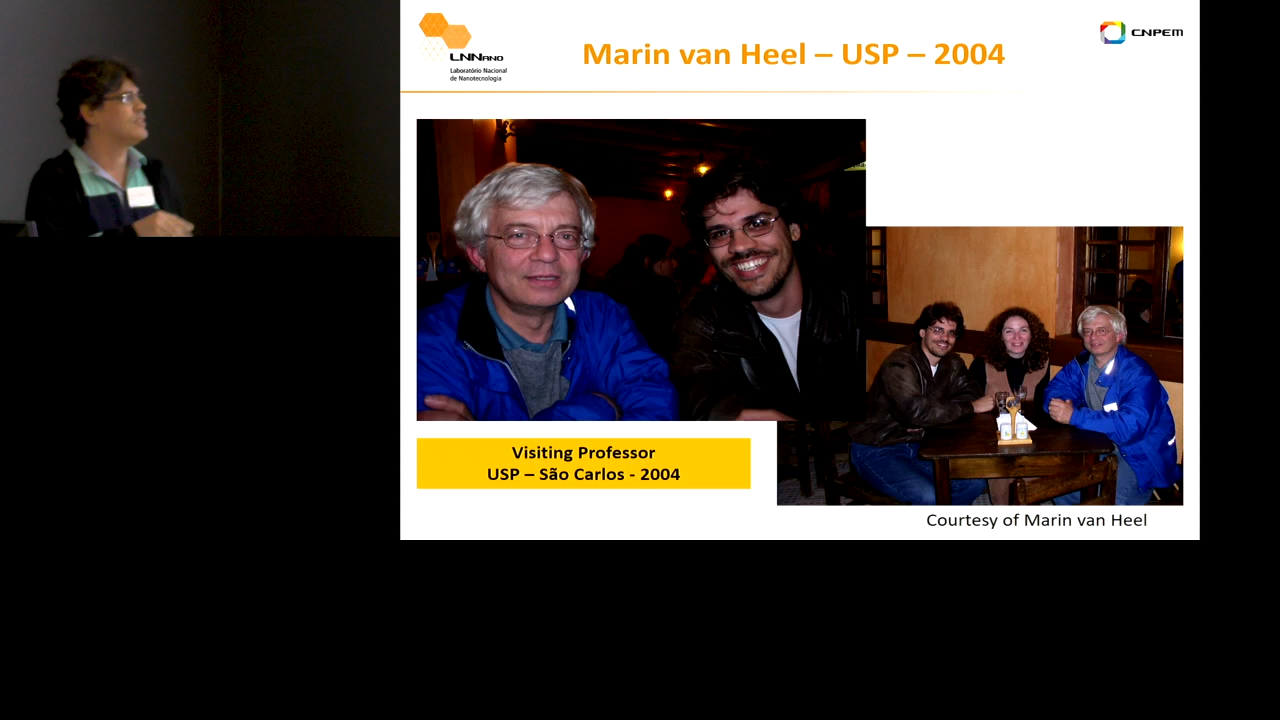 LNNANO
Laboratório Nacional
de Nanotecnologia
Marin van Heel – USP – 2004
CNPEM
Visiting Professor
USP – São Carlos - 2004
Courtesy of Marin van Heel